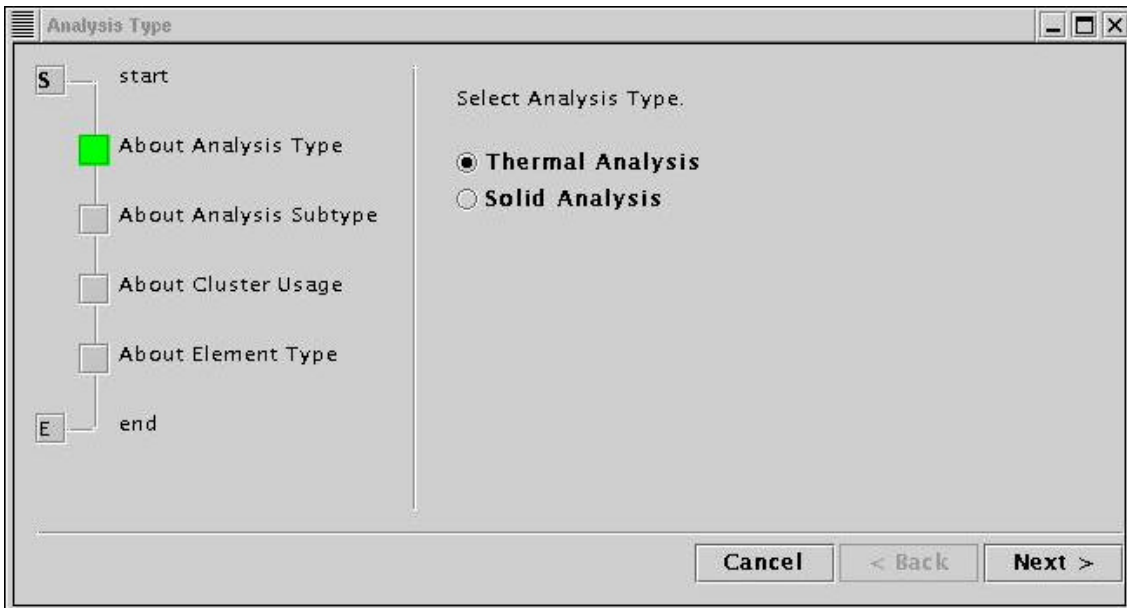 Analysis Type
S start
About Analysis Type
About Analysis Subtype
About Cluster Usage
About Element Type
E end
Select Analysis Type.
Thermal Analysis
Solid Analysis
Cancel < Back Next >